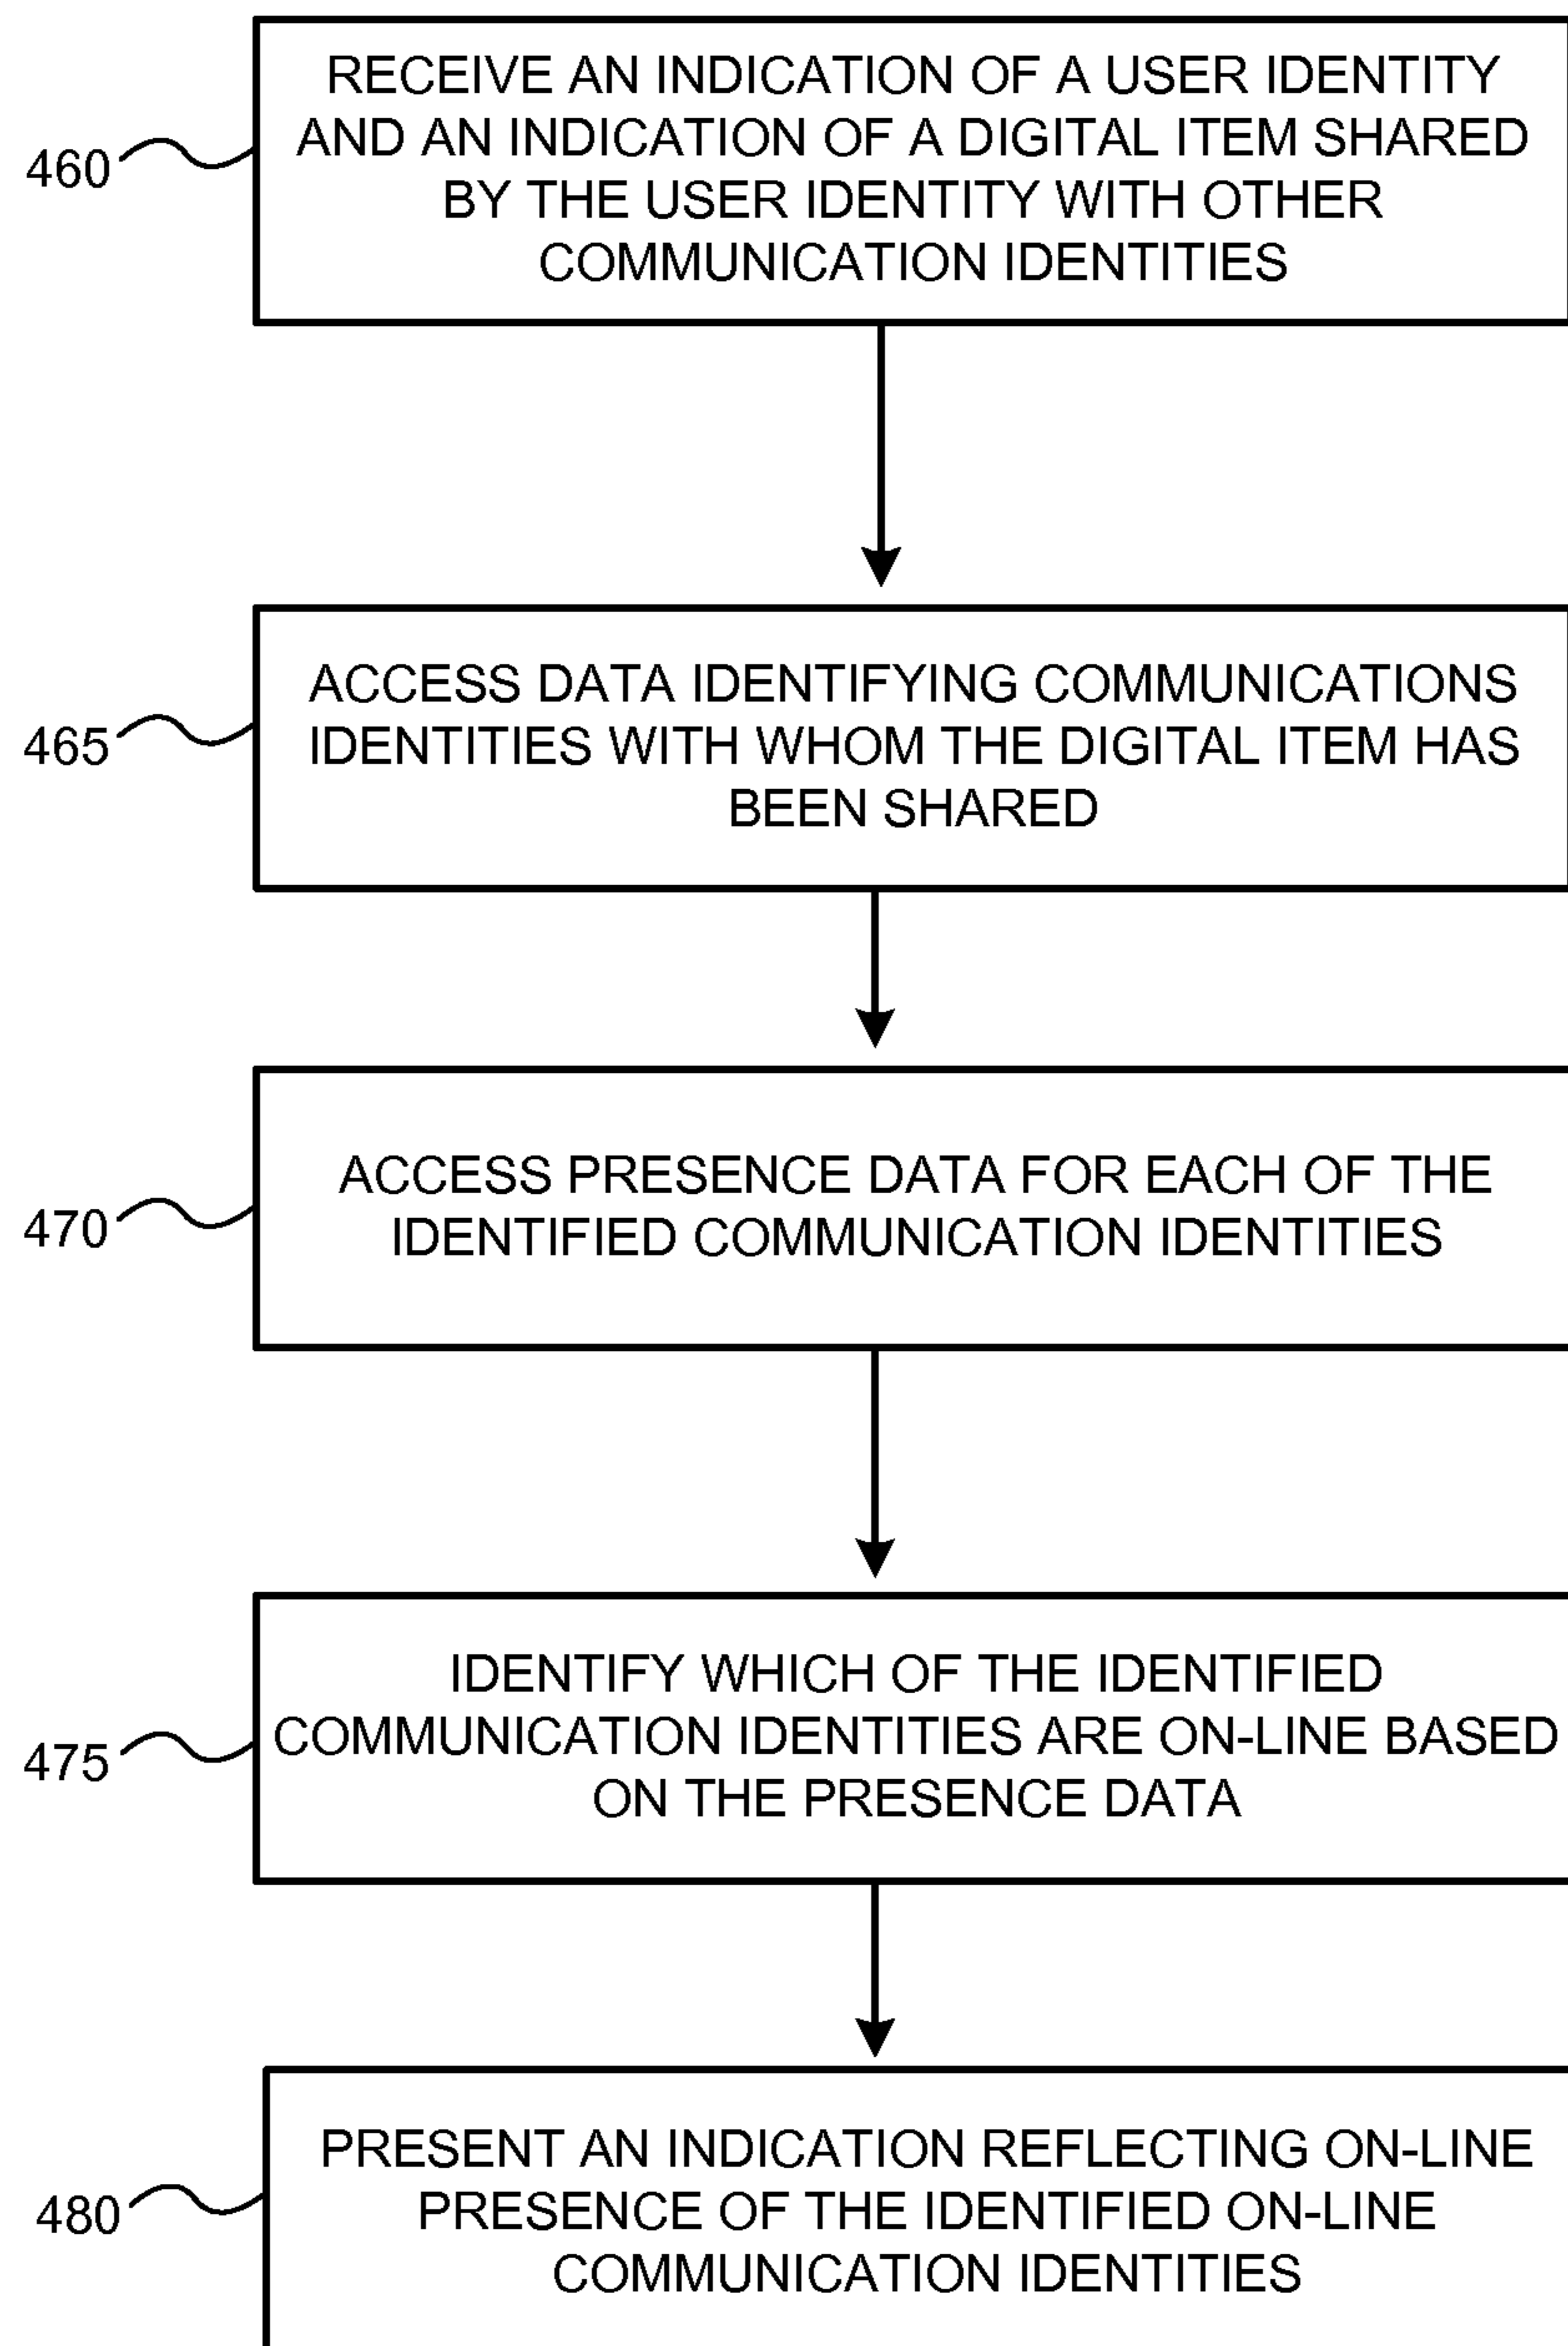 RECEIVE AN INDICATION OF A USER IDENTITY
AND AN INDICATION OF A DIGITAL ITEM SHARED
BY THE USER IDENTITY WITH OTHER
COMMUNICATION IDENTITIES
460
ACCESS DATA IDENTIFYING COMMUNICATIONS
IDENTITIES WITH WHOM THE DIGITAL ITEM HAS
BEEN SHARED
465
ACCESS PRESENCE DATA FOR EACH OF THE
IDENTIFIED COMMUNICATION IDENTITIES
470
IDENTIFY WHICH OF THE IDENTIFIED
COMMUNICATION IDENTITIES ARE ON-LINE BASED
ON THE PRESENCE DATA
475
PRESENT AN INDICATION REFLECTING ON-LINE
PRESENCE OF THE IDENTIFIED ON-LINE
COMMUNICATION IDENTITIES
480